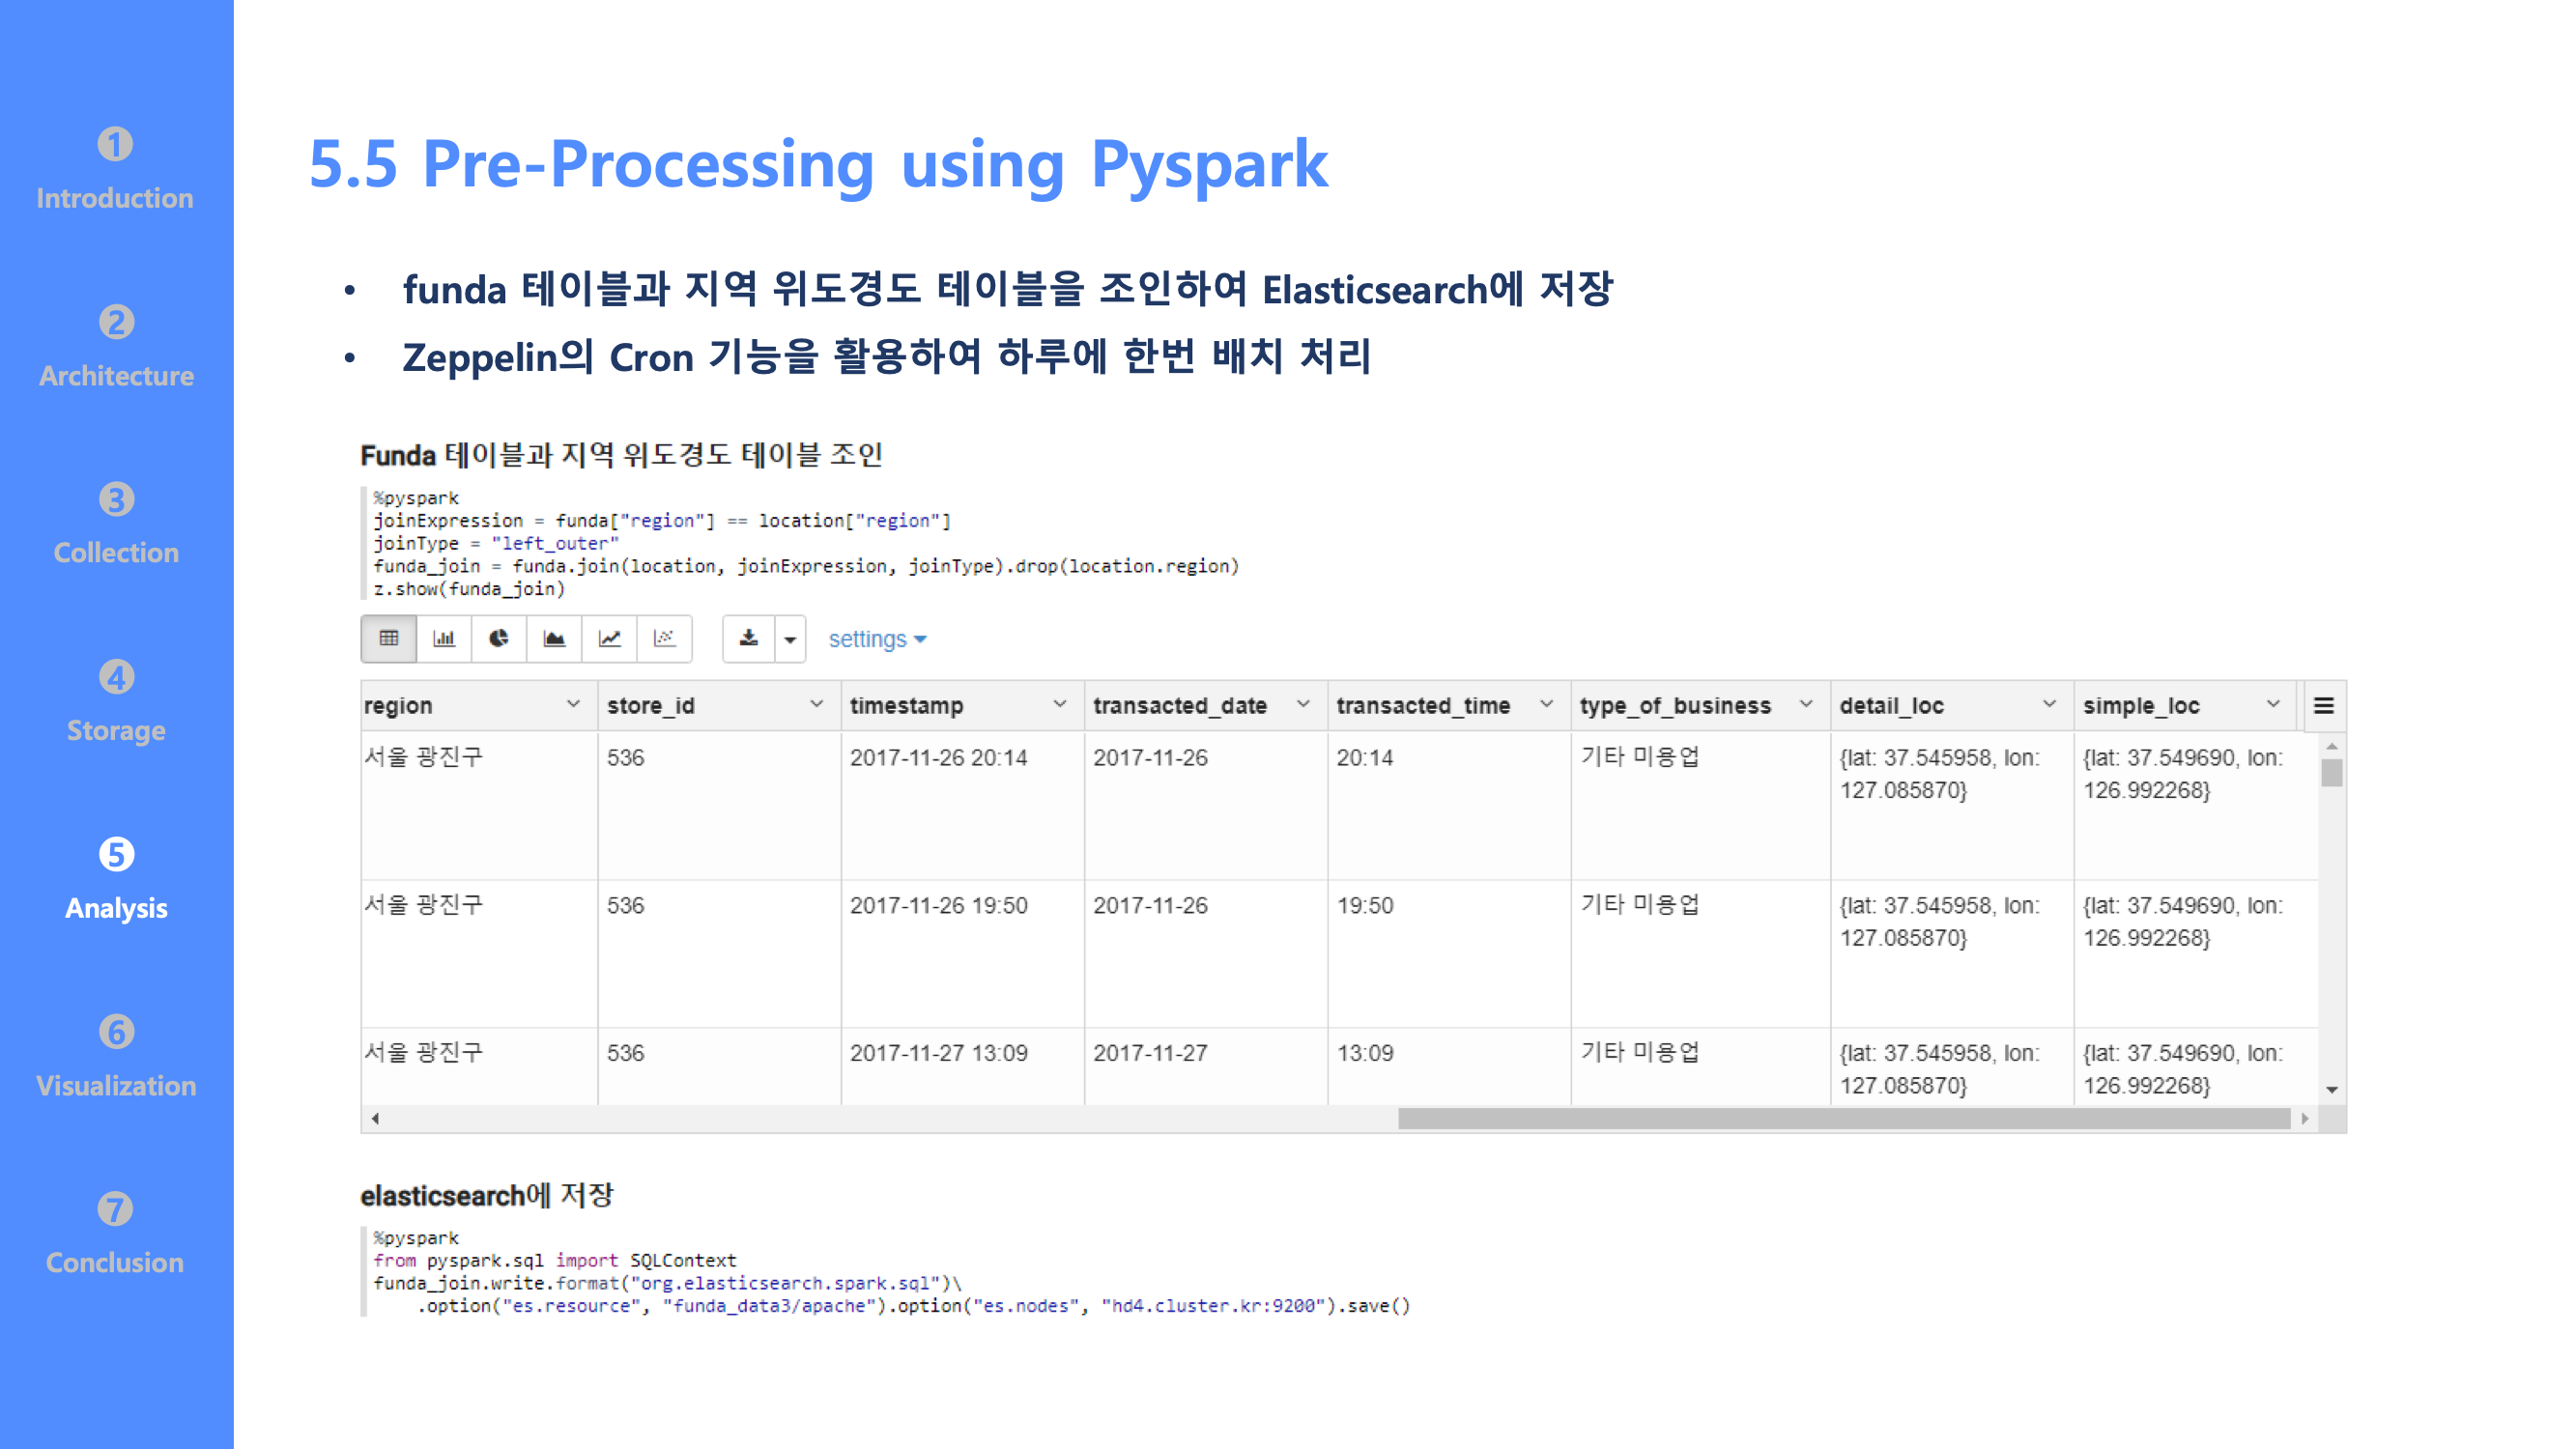 1
Introduction
2
Architecture
3
Collection
4
Storage
5
Analysis
6
Visualization
7
Conclusion
5.5 Pre-Processing using Pyspark
• funda 테이블과 지역 위도경도 테이블을 조인하여 Elasticsearch에 저장
• Zeppelin의 Cron 기능을 활용하여 하루에 한번 배치 처리
Funda 테이블과 지역 위도경도 테이블 조인
%pyspark
joinExpression = funda["region"] == location["region"]
joinType = "left_outer"
funda_join = funda.join(location, joinExpression, joinType).drop(location.region)
z.show(funda_join)
settings
region store_id timestamp transacted_date transacted_time type_of_business detail_loc simple_loc
서울 광진구 536 2017-11-26 20:14 2017-11-26 20:14 기타 미용업 {lat: 37.545958, lon: {lat: 37.549690, lon:
127.085870} 126.992268}
서울 광진구 536 2017-11-26 19:50 2017-11-26 19:50 기타 미용업 {lat: 37.545958, lon: {lat: 37.549690, lon:
127.085870} 126.992268}
서울 광진구 536 2017-11-27 13:09 2017-11-27 13:09 기타 미용업 {lat: 37.545958, lon: {lat: 37.549690, lon:
127.085870} 126.992268}
elasticsearch에 저장
%pyspark
from pyspark.sql import SQLContext
funda_join.write.format("org.elasticsearch.spark.sql")\
.option("es.resource", "funda_data3/apache").option("es.nodes", "hd4.cluster.kr:9200").save()